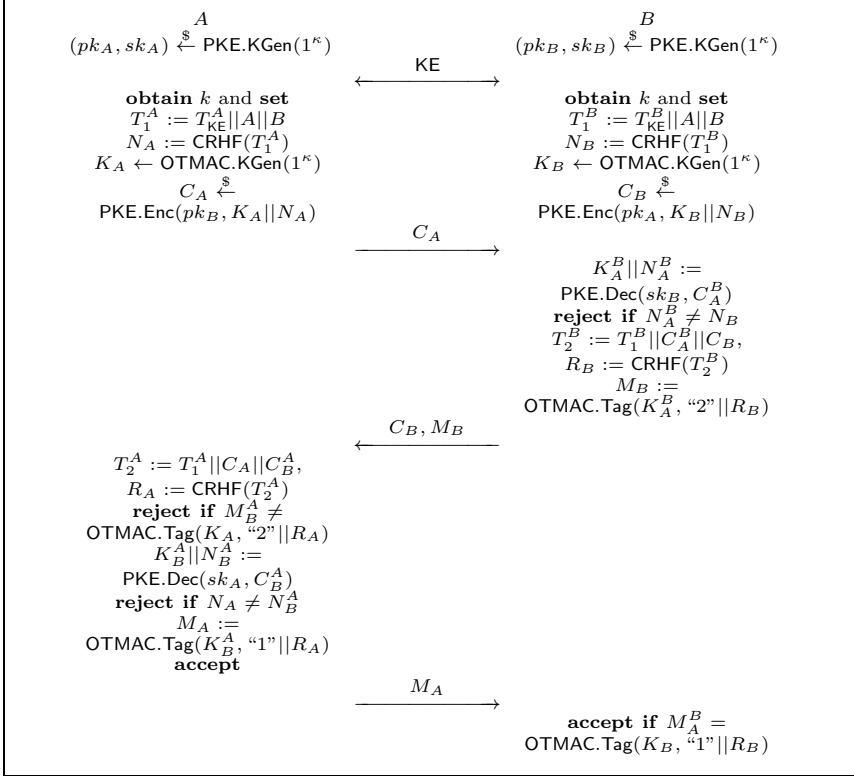 A B
(pk_A, sk_A) ←$ PKE.KGen(1^κ) (pk_B, sk_B) ←$ PKE.KGen(1^κ)
KE
obtain k and set obtain k and set
T_1^A := T_KE^A||A||B T_1^B := T_KE^B||A||B
N_A := CRHF(T_1^A) N_B := CRHF(T_1^B)
K_A ← OTMAC.KGen(1^κ) K_B ← OTMAC.KGen(1^κ)
C_A ←$ C_B ←$
PKE.Enc(pk_B, K_A||N_A) PKE.Enc(pk_A, K_B||N_B)
C_A
K_A^B||N_A^B :=
PKE.Dec(sk_B, C_A^B)
reject if N_A^B ≠ N_B
T_2^B := T_1^B||C_A^B||C_B,
R_B := CRHF(T_2^B)
M_B :=
OTMAC.Tag(K_A^B, “2”||R_B)
C_B, M_B
T_2^A := T_1^A||C_A||C_B^A,
R_A := CRHF(T_2^A)
reject if M_B^A ≠
OTMAC.Tag(K_A, “2”||R_A)
K_B^A||N_B^A :=
PKE.Dec(sk_A, C_B^A)
reject if N_A ≠ N_B^A
M_A :=
OTMAC.Tag(K_B^A, “1”||R_A)
accept
M_A
accept if M_A^B =
OTMAC.Tag(K_B, “1”||R_B)